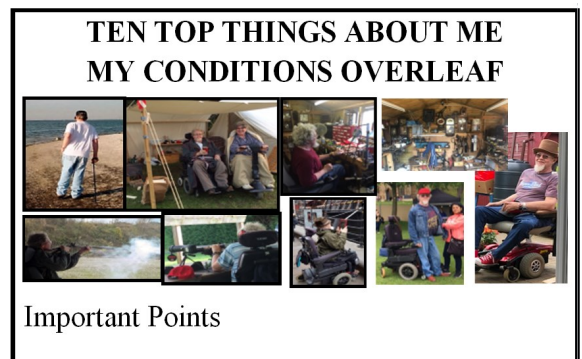 TEN TOP THINGS ABOUT ME
MY CONDITIONS OVERLEAF
Important Points